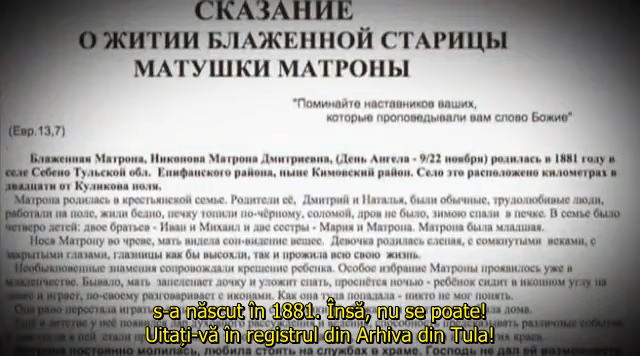 СКАЗАНИЕ
О ЖИТИИ БЛАЖЕННОЙ СТАРИЦЫ
МАТУШКИ МАТРОНЫ
"Поминайте наставников ваших,
которые проповедывали вам слово Божие"
(Евр.13,7)
Блаженная Матрона, Никонова Матрона Дмитриевна, (День Ангела - 9/22 ноября) родилась в 1881 году в
селе Себено Тульской обл. Епифанского района, ныне Кимовский район. Село это расположено километрах в
двадцати от Куликова поля.
Матрона родилась в крестьянской семье. Родители её, Дмитрий и Наталья, были обычные, трудолюбивые люди,
работали на поле, жили бедно, печку топили по-чёрному, соломой, дров не было, зимою спали в печке. В семье было
четверо детей: двое братьев - Иван и Михаил и две сестры - Мария и Матрона. Матрона была младшая.
Нося Матрону во чреве, мать видела сон-видение вещее. Девочка родилась слепая, с сомкнутыми веками, с
закрытыми глазами, глазницы как бы высохли, так и прожила всю свою жизнь.
Необыкновенные знамения сопровождали крещение ребенка. Особое избрание Матроны проявилось уже в
младенчестве. Бывало, мать запеленает дочку и уложит спать, проснётся ночью - ребёнок сидит в иконном углу на
лавке и играет, по-своему разговаривает с иконами. Как она туда попадала - никто не мог понять.
s-a născut în 1881. Însă, nu se poate!
Uitați-vă în registrul din Arhiva din Tula!